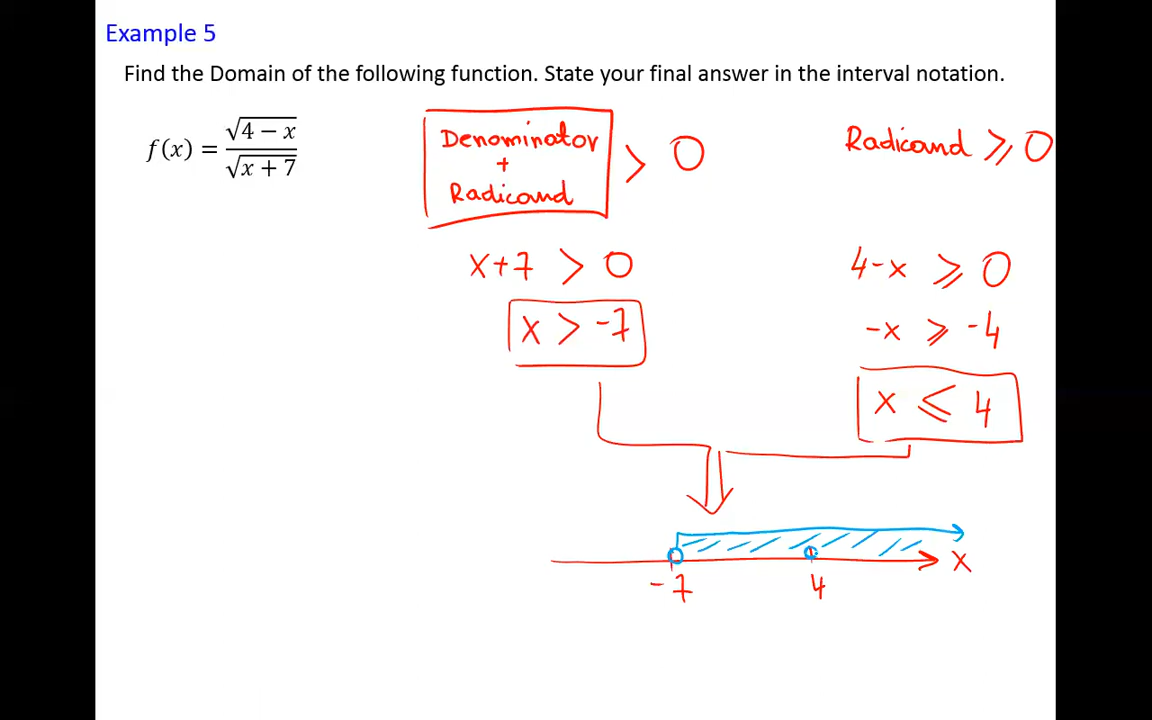 Example 5
Find the Domain of the following function. State your final answer in the interval notation.
f(x) = √(4 − x) / √(x + 7)
Denominator + Radicand > 0
Radicand ⩾ 0
x+7 > 0
4-x ⩾ 0
x > -7
-x ⩾ -4
x ⩽ 4
x
-7 4